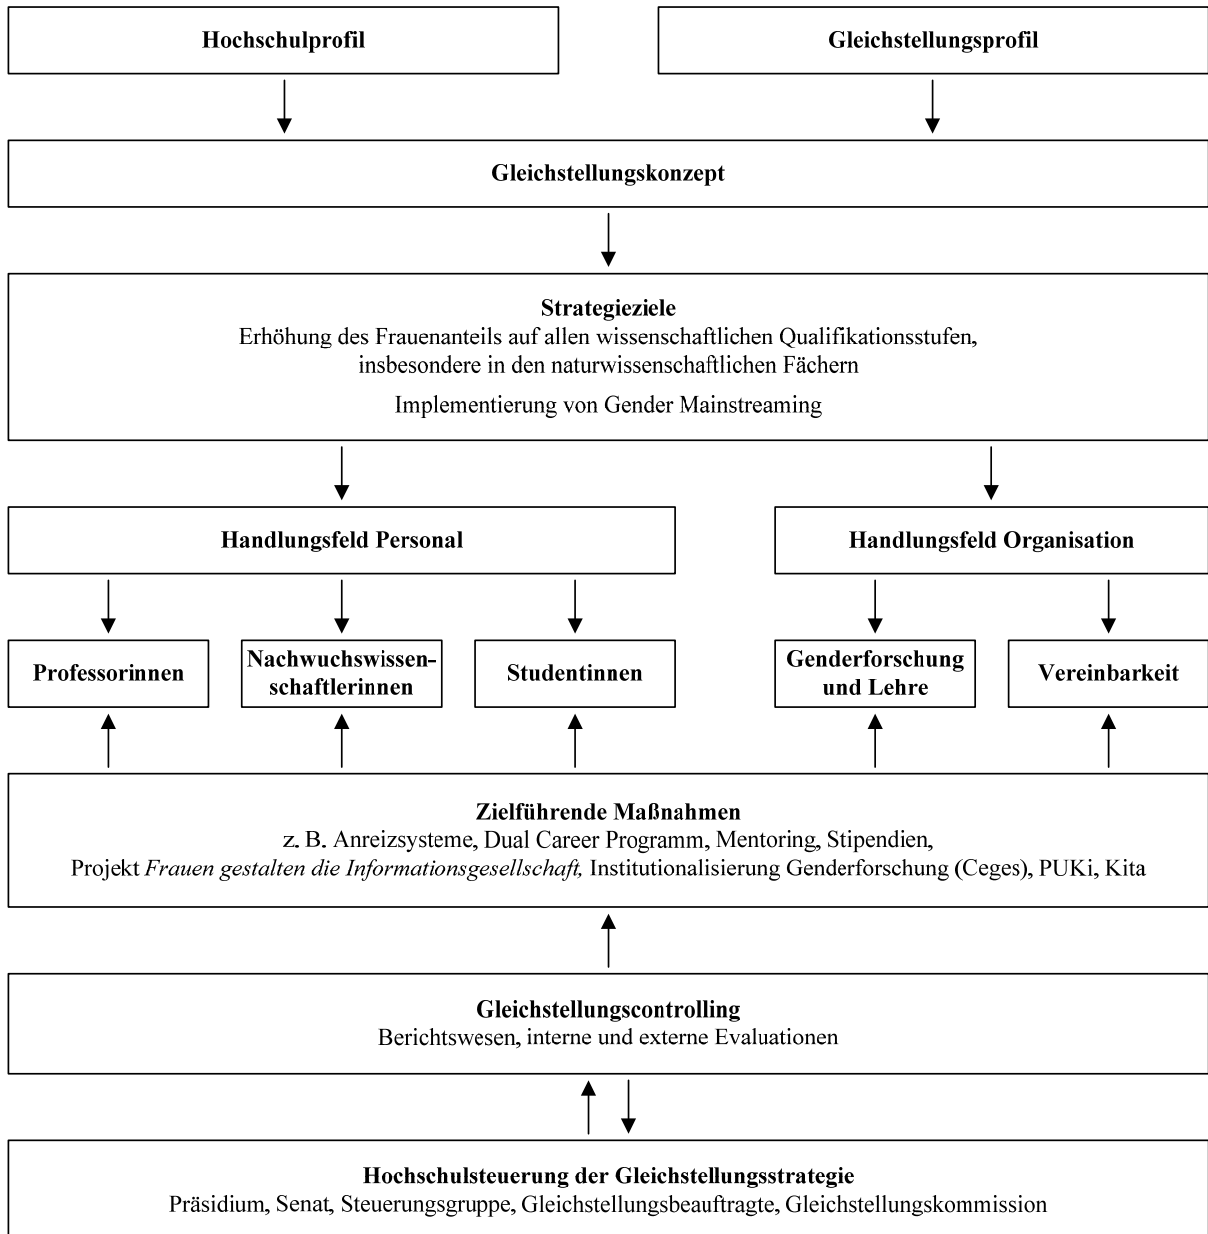 Hochschulprofil
Gleichstellungsprofil
Gleichstellungskonzept
Strategieziele
Erhöhung des Frauenanteils auf allen wissenschaftlichen Qualifikationsstufen,
insbesondere in den naturwissenschaftlichen Fächern
Implementierung von Gender Mainstreaming
Handlungsfeld Personal
Handlungsfeld Organisation
Professorinnen
Nachwuchswissen-
schaftlerinnen
Studentinnen
Genderforschung
und Lehre
Vereinbarkeit
Zielführende Maßnahmen
z. B. Anreizsysteme, Dual Career Programm, Mentoring, Stipendien,
Projekt Frauen gestalten die Informationsgesellschaft, Institutionalisierung Genderforschung (Ceges), PUKi, Kita
Gleichstellungscontrolling
Berichtswesen, interne und externe Evaluationen
Hochschulsteuerung der Gleichstellungsstrategie
Präsidium, Senat, Steuerungsgruppe, Gleichstellungsbeauftragte, Gleichstellungskommission